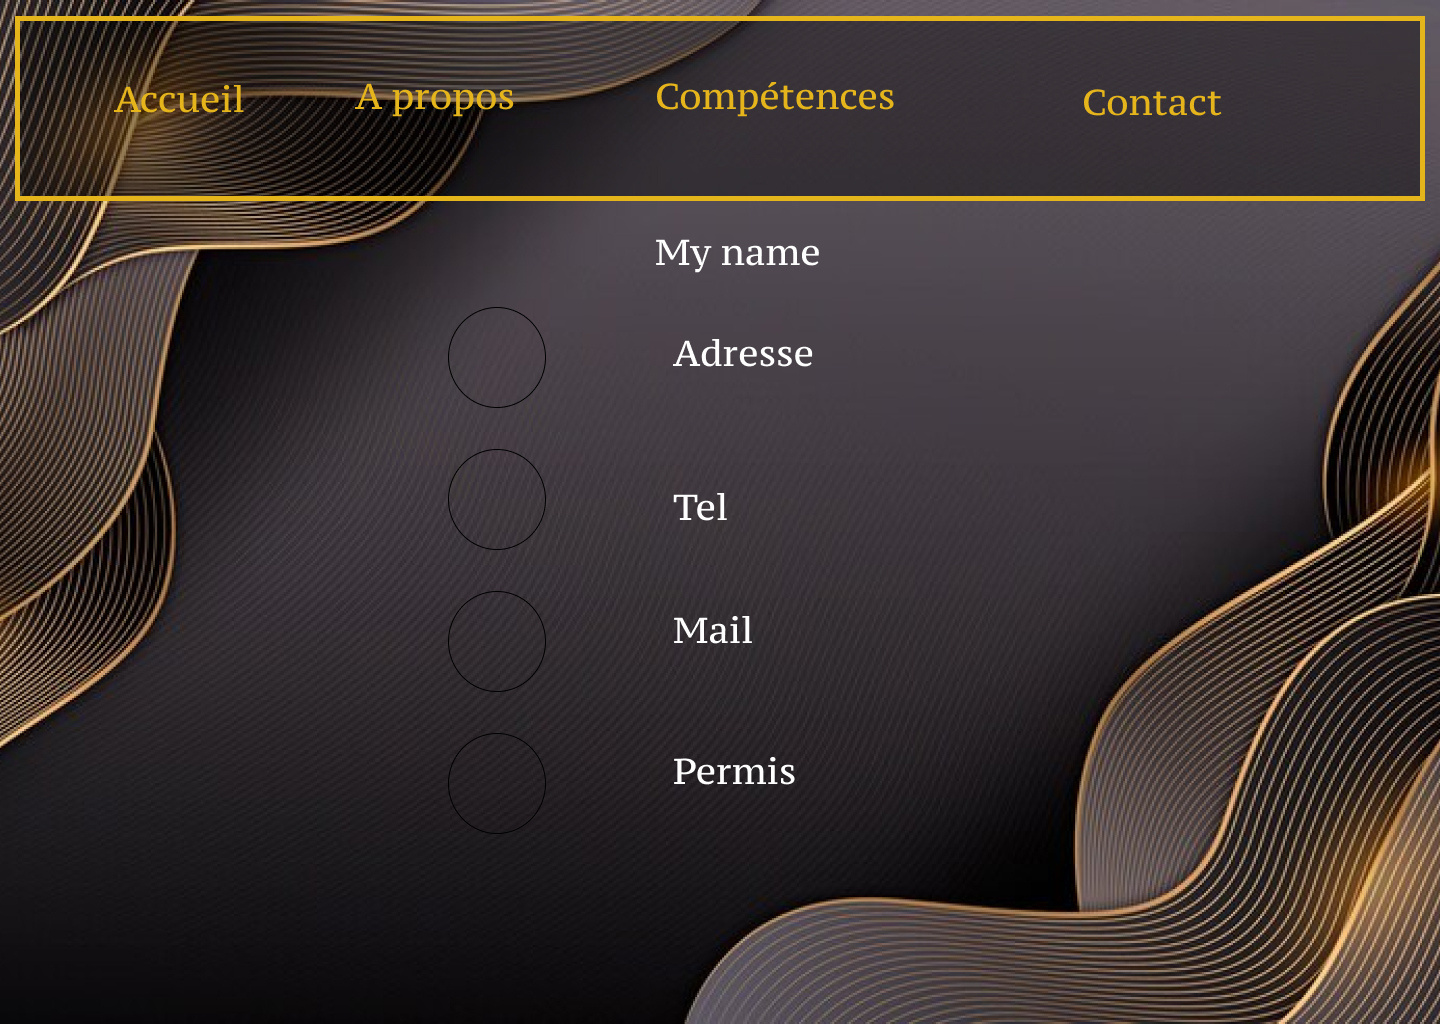 Accueil A propos Compétences Contact
My name
Adresse
Tel
Mail
Permis